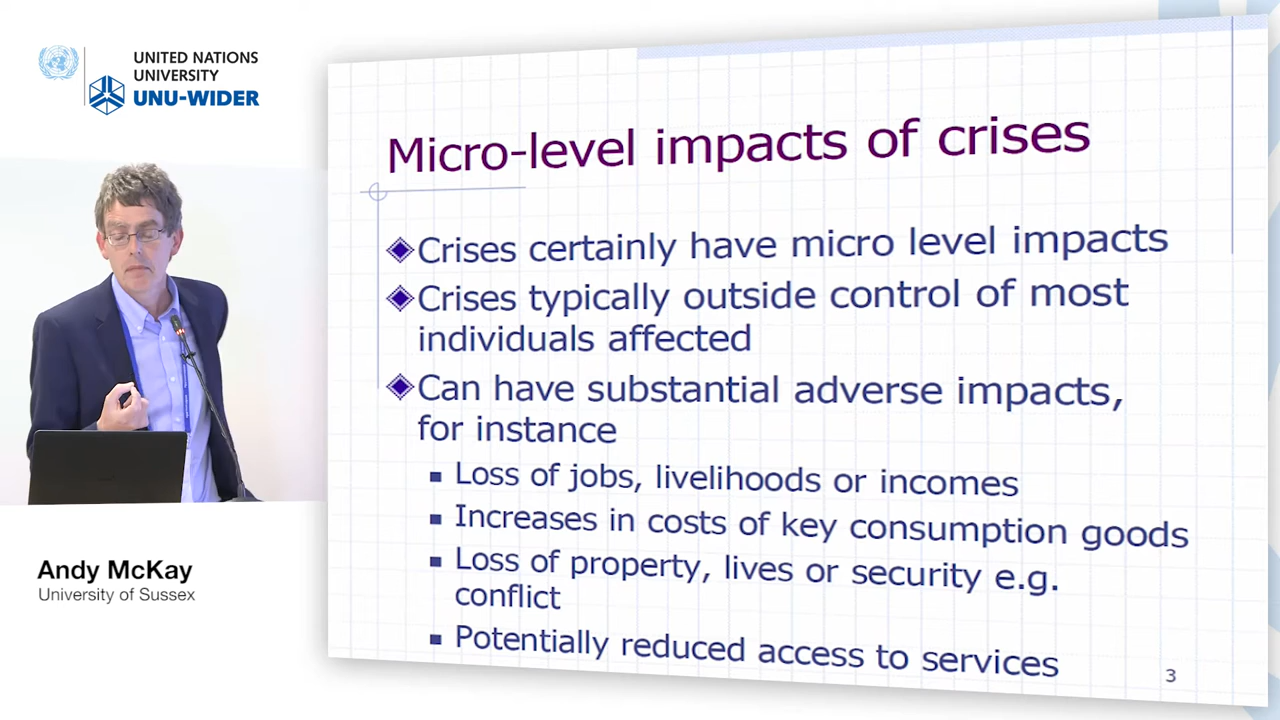 UNITED NATIONS
UNIVERSITY
UNU-WIDER
Andy McKay
University of Sussex
Micro-level impacts of crises
Crises certainly have micro level impacts
Crises typically outside control of most
individuals affected
Can have substantial adverse impacts,
for instance
Loss of jobs, livelihoods or incomes
Increases in costs of key consumption goods
Loss of property, lives or security e.g.
conflict
Potentially reduced access to services
3